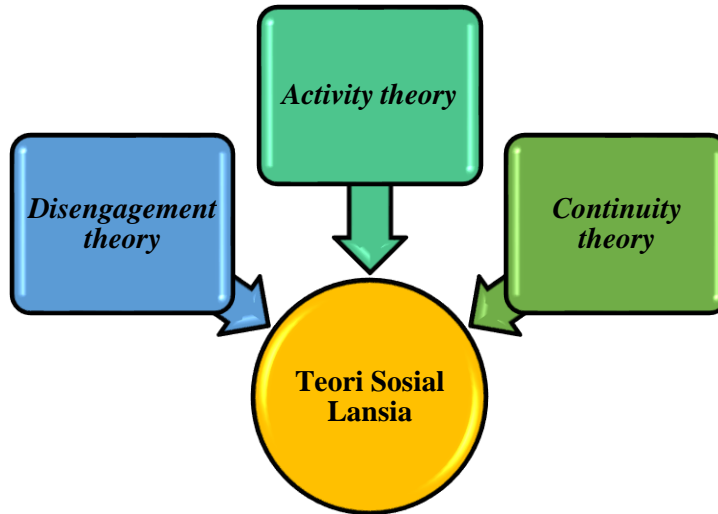 Activity theory
Disengagement
theory
Continuity
theory
Teori Sosial
Lansia